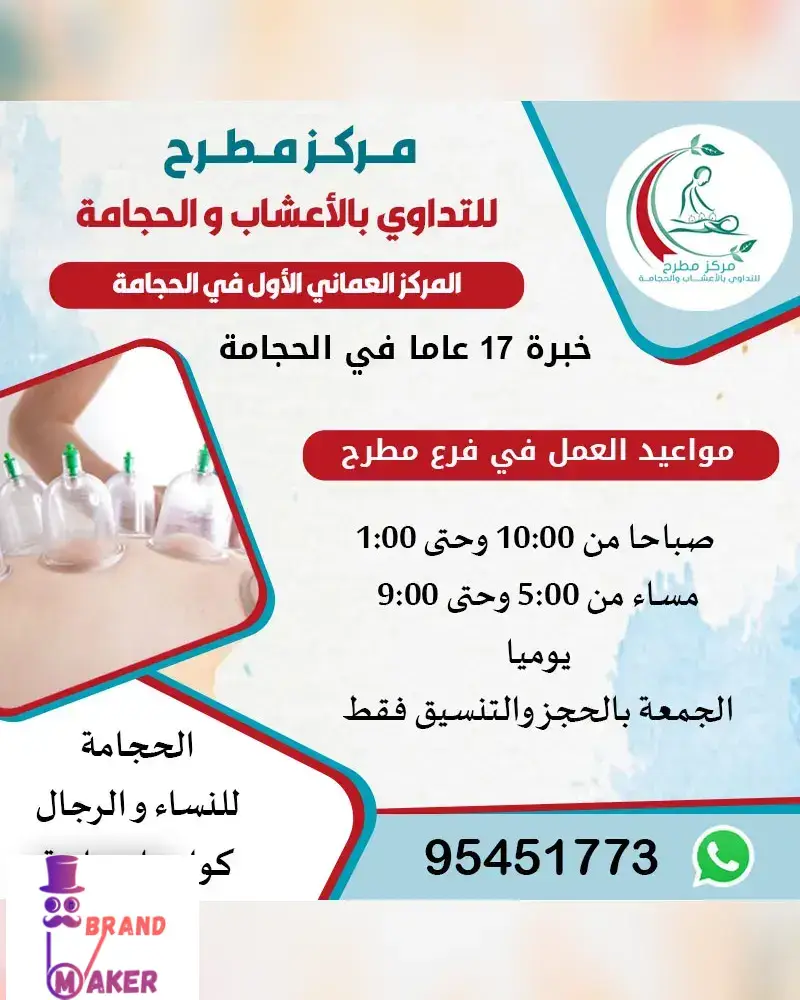 مركز مطرح
للتداوي بالأعشاب و الحجامة
المركز العماني الأول في الحجامة
خبرة 17 عاما في الحجامة
مركز مطرح
للتداوي بالأعشاب والحجامة
مواعيد العمل في فرع مطرح
صباحا من 10:00 وحتى 1:00
مساء من 5:00 وحتى 9:00
يوميا
الجمعة بالحجز والتنسيق فقط
الحجامة
للنساء و الرجال
95451773
BRAND
MAKER